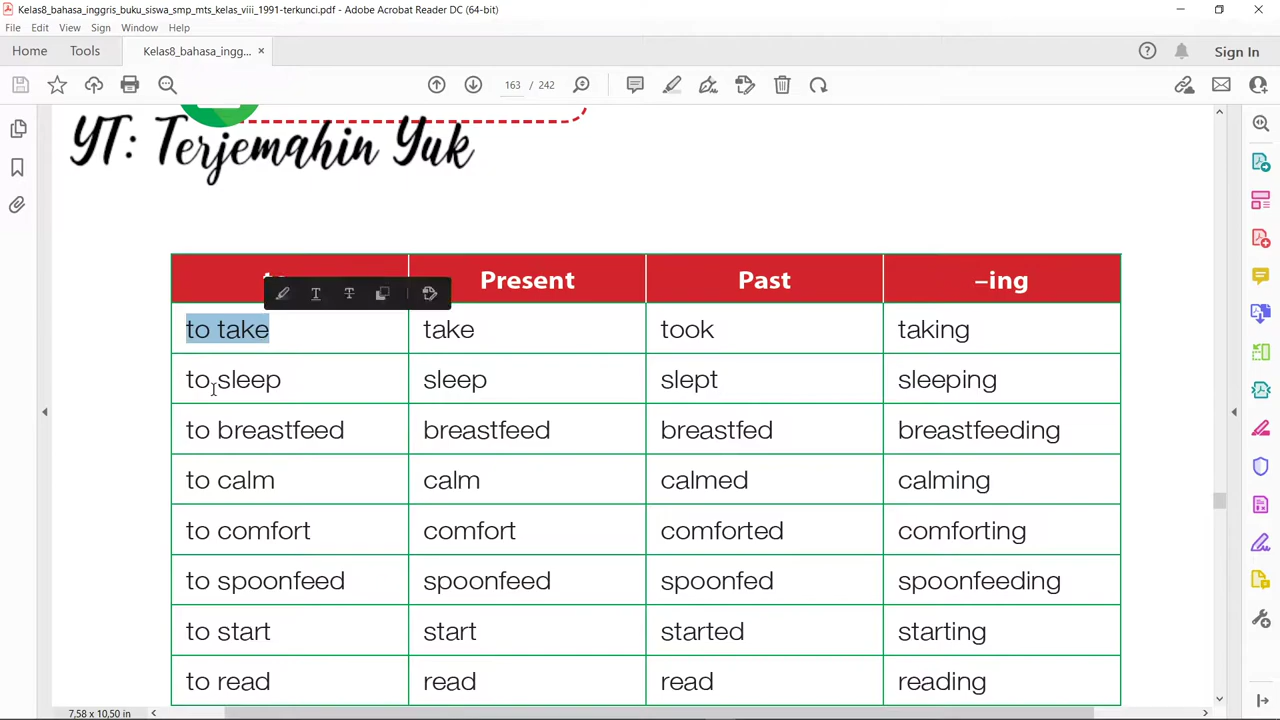 Kelas8_bahasa_inggris_buku_siswa_smp_mts_kelas_viii_1991-terkunci.pdf - Adobe Acrobat Reader DC (64-bit)
File Edit View Sign Window Help
Home Tools Kelas8_bahasa_ingg... × Sign In
163 / 242
YT: Terjemahin Yuk
Present Past –ing
to take take took taking
to sleep sleep slept sleeping
to breastfeed breastfeed breastfed breastfeeding
to calm calm calmed calming
to comfort comfort comforted comforting
to spoonfeed spoonfeed spoonfed spoonfeeding
to start start started starting
to read read read reading
7,58 x 10,50 in